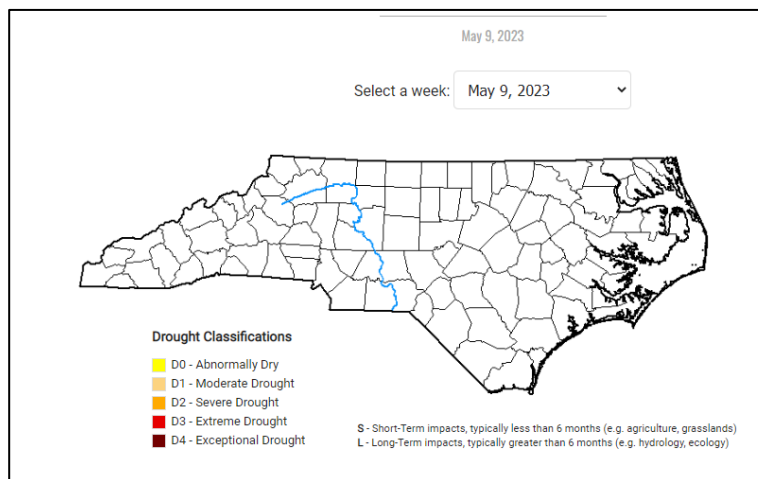 May 9, 2023
Select a week: May 9, 2023
Drought Classifications
D0 - Abnormally Dry
D1 - Moderate Drought
D2 - Severe Drought
D3 - Extreme Drought
D4 - Exceptional Drought
S - Short-Term impacts, typically less than 6 months (e.g. agriculture, grasslands)
L - Long-Term impacts, typically greater than 6 months (e.g. hydrology, ecology)